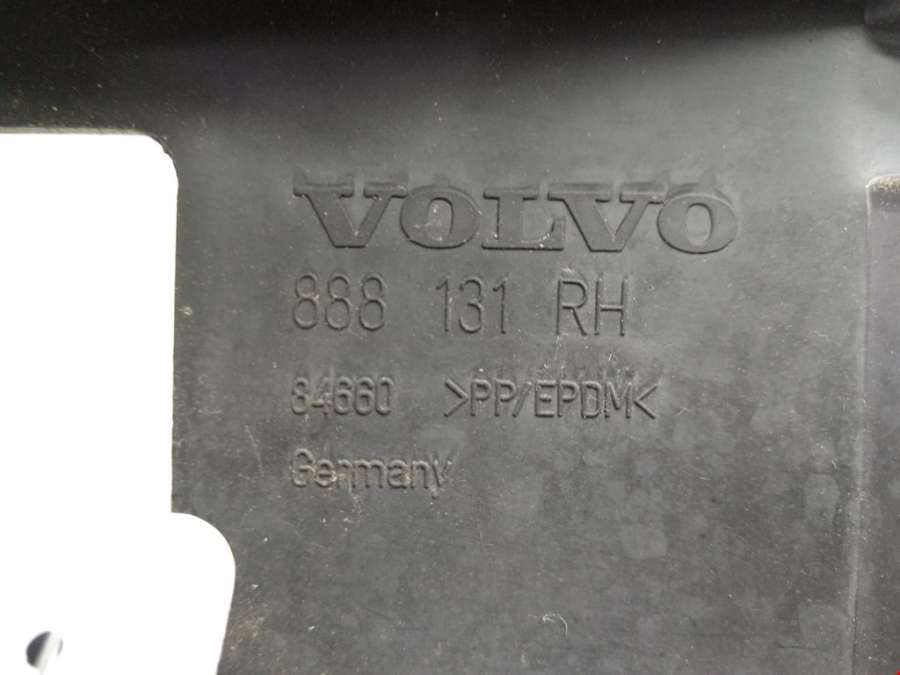 VOLVO
888 131 RH
84660 >PP/EPDM<
Germany